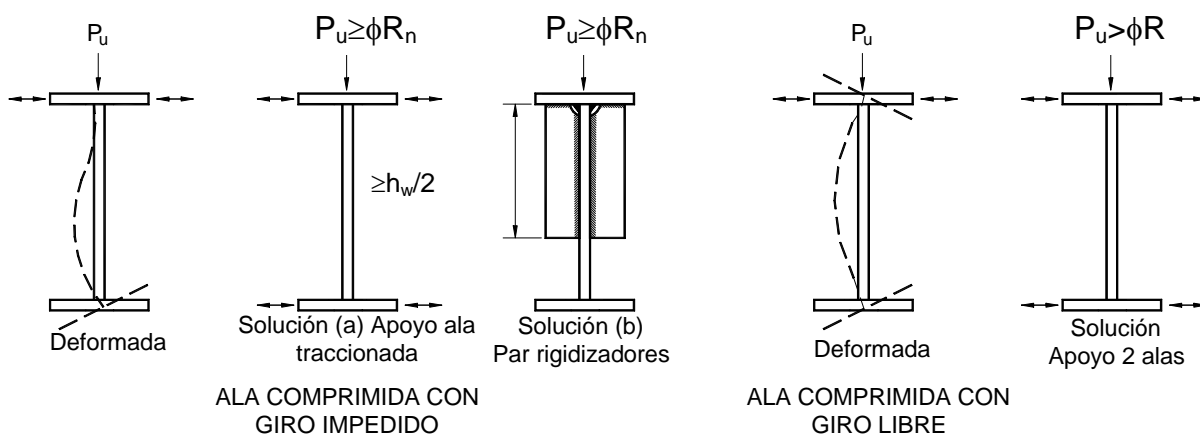 Pu
Pu≥ϕRn
Pu≥ϕRn
Pu
Pu>ϕR
≥hw/2
Deformada
Solución (a) Apoyo ala
traccionada
Solución (b)
Par rigidizadores
Deformada
Solución
Apoyo 2 alas
ALA COMPRIMIDA CON
GIRO IMPEDIDO
ALA COMPRIMIDA CON
GIRO LIBRE